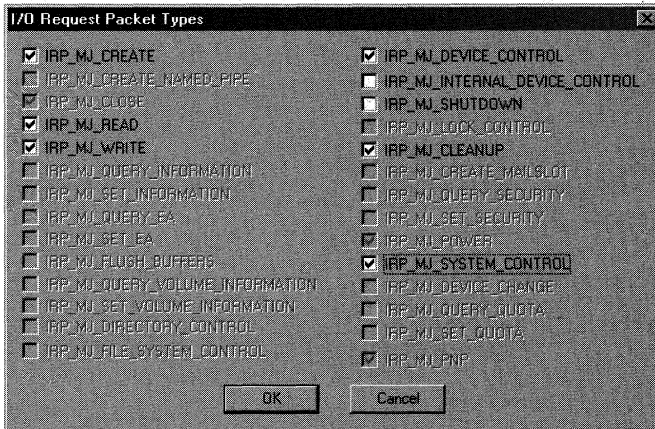 I/O Request Packet Types
IRP_MJ_CREATE
IRP_MJ_CREATE_NAMED_PIPE
IRP_MJ_CLOSE
IRP_MJ_READ
IRP_MJ_WRITE
IRP_MJ_QUERY_INFORMATION
IRP_MJ_SET_INFORMATION
IRP_MJ_QUERY_EA
IRP_MJ_SET_EA
IRP_MJ_FLUSH_BUFFERS
IRP_MJ_QUERY_VOLUME_INFORMATION
IRP_MJ_SET_VOLUME_INFORMATION
IRP_MJ_DIRECTORY_CONTROL
IRP_MJ_FILE_SYSTEM_CONTROL
IRP_MJ_DEVICE_CONTROL
IRP_MJ_INTERNAL_DEVICE_CONTROL
IRP_MJ_SHUTDOWN
IRP_MJ_LOCK_CONTROL
IRP_MJ_CLEANUP
IRP_MJ_CREATE_MAILSLOT
IRP_MJ_QUERY_SECURITY
IRP_MJ_SET_SECURITY
IRP_MJ_POWER
IRP_MJ_SYSTEM_CONTROL
IRP_MJ_DEVICE_CHANGE
IRP_MJ_QUERY_QUOTA
IRP_MJ_SET_QUOTA
IRP_MJ_PNP
OK
Cancel